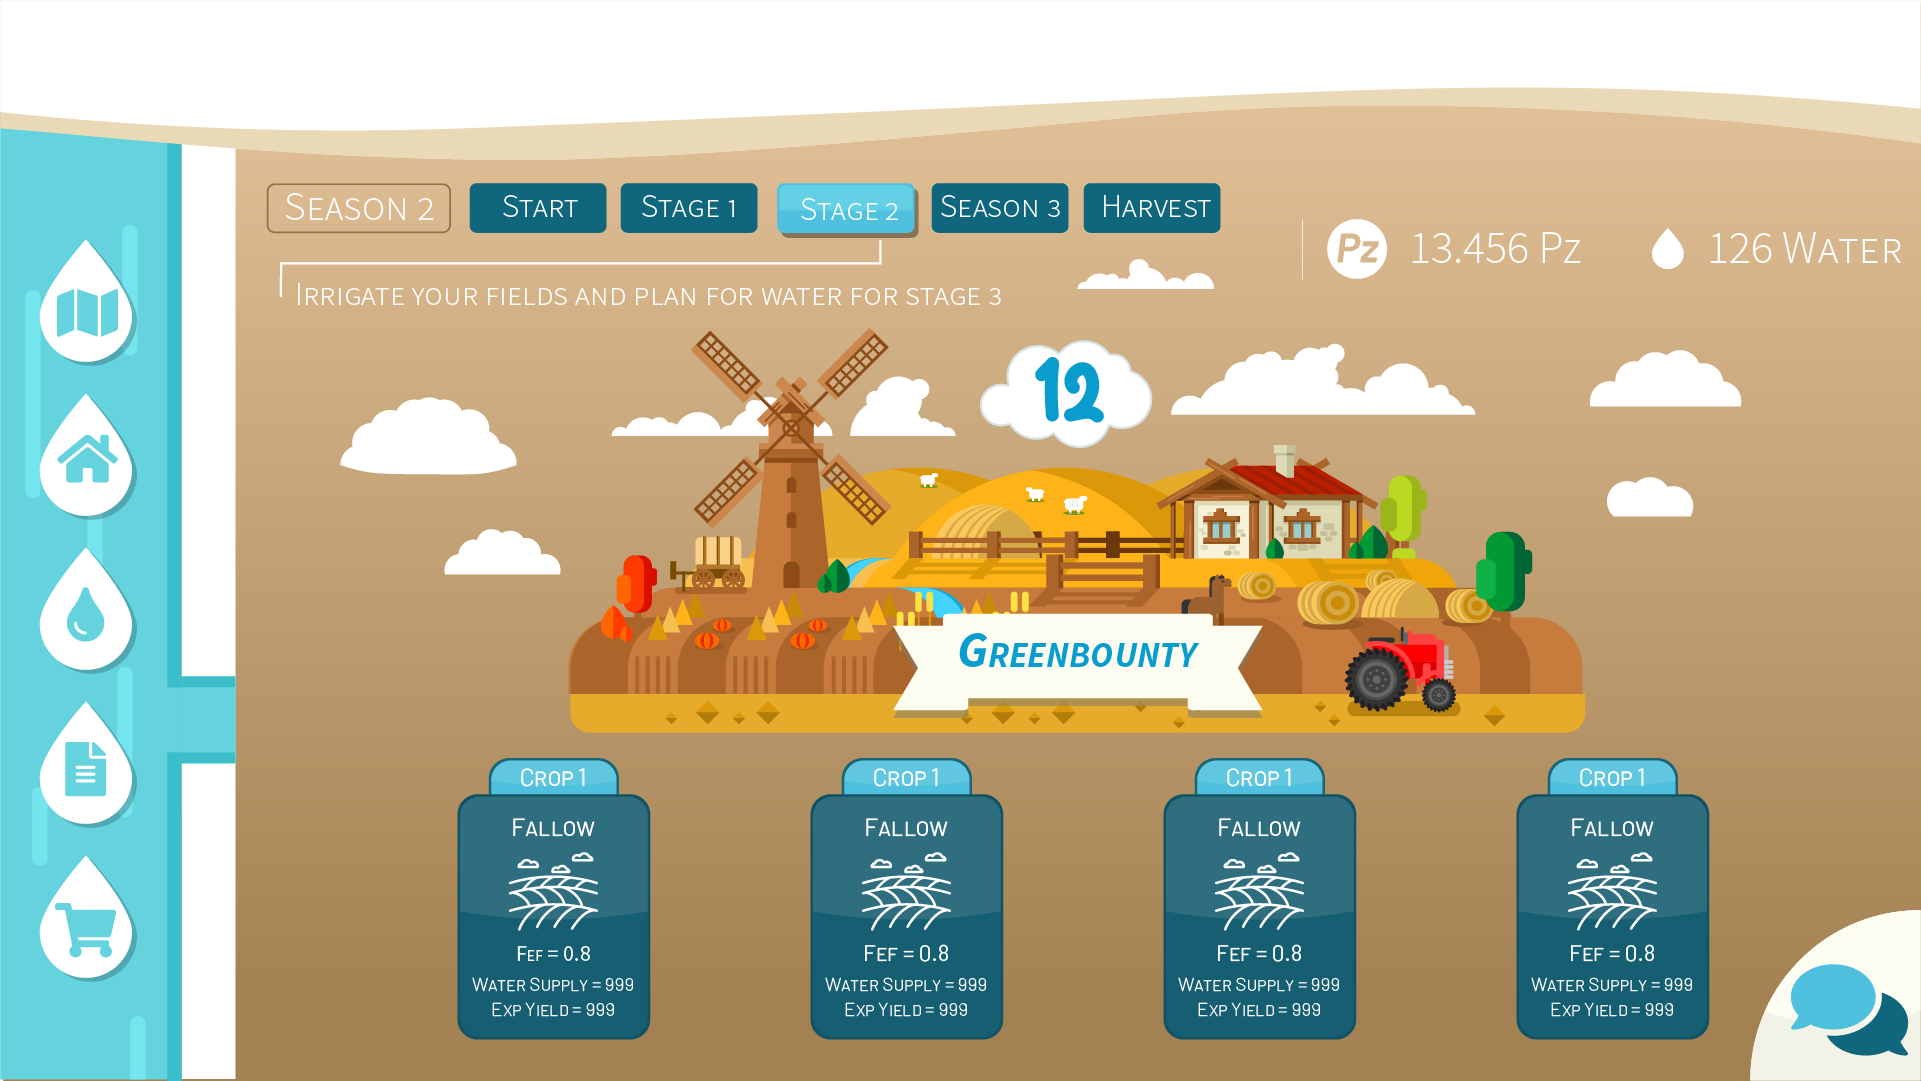 SEASON 2
START
STAGE 1
STAGE 2
SEASON 3
HARVEST
Pz
13.456 Pz
126 WATER
IRRIGATE YOUR FIELDS AND PLAN FOR WATER FOR STAGE 3
12
GREENBOUNTY
CROP 1
FALLOW
FEF = 0.8
WATER SUPPLY = 999
EXP YIELD = 999
CROP 1
FALLOW
FEF = 0.8
WATER SUPPLY = 999
EXP YIELD = 999
CROP 1
FALLOW
FEF = 0.8
WATER SUPPLY = 999
EXP YIELD = 999
CROP 1
FALLOW
FEF = 0.8
WATER SUPPLY = 999
EXP YIELD = 999